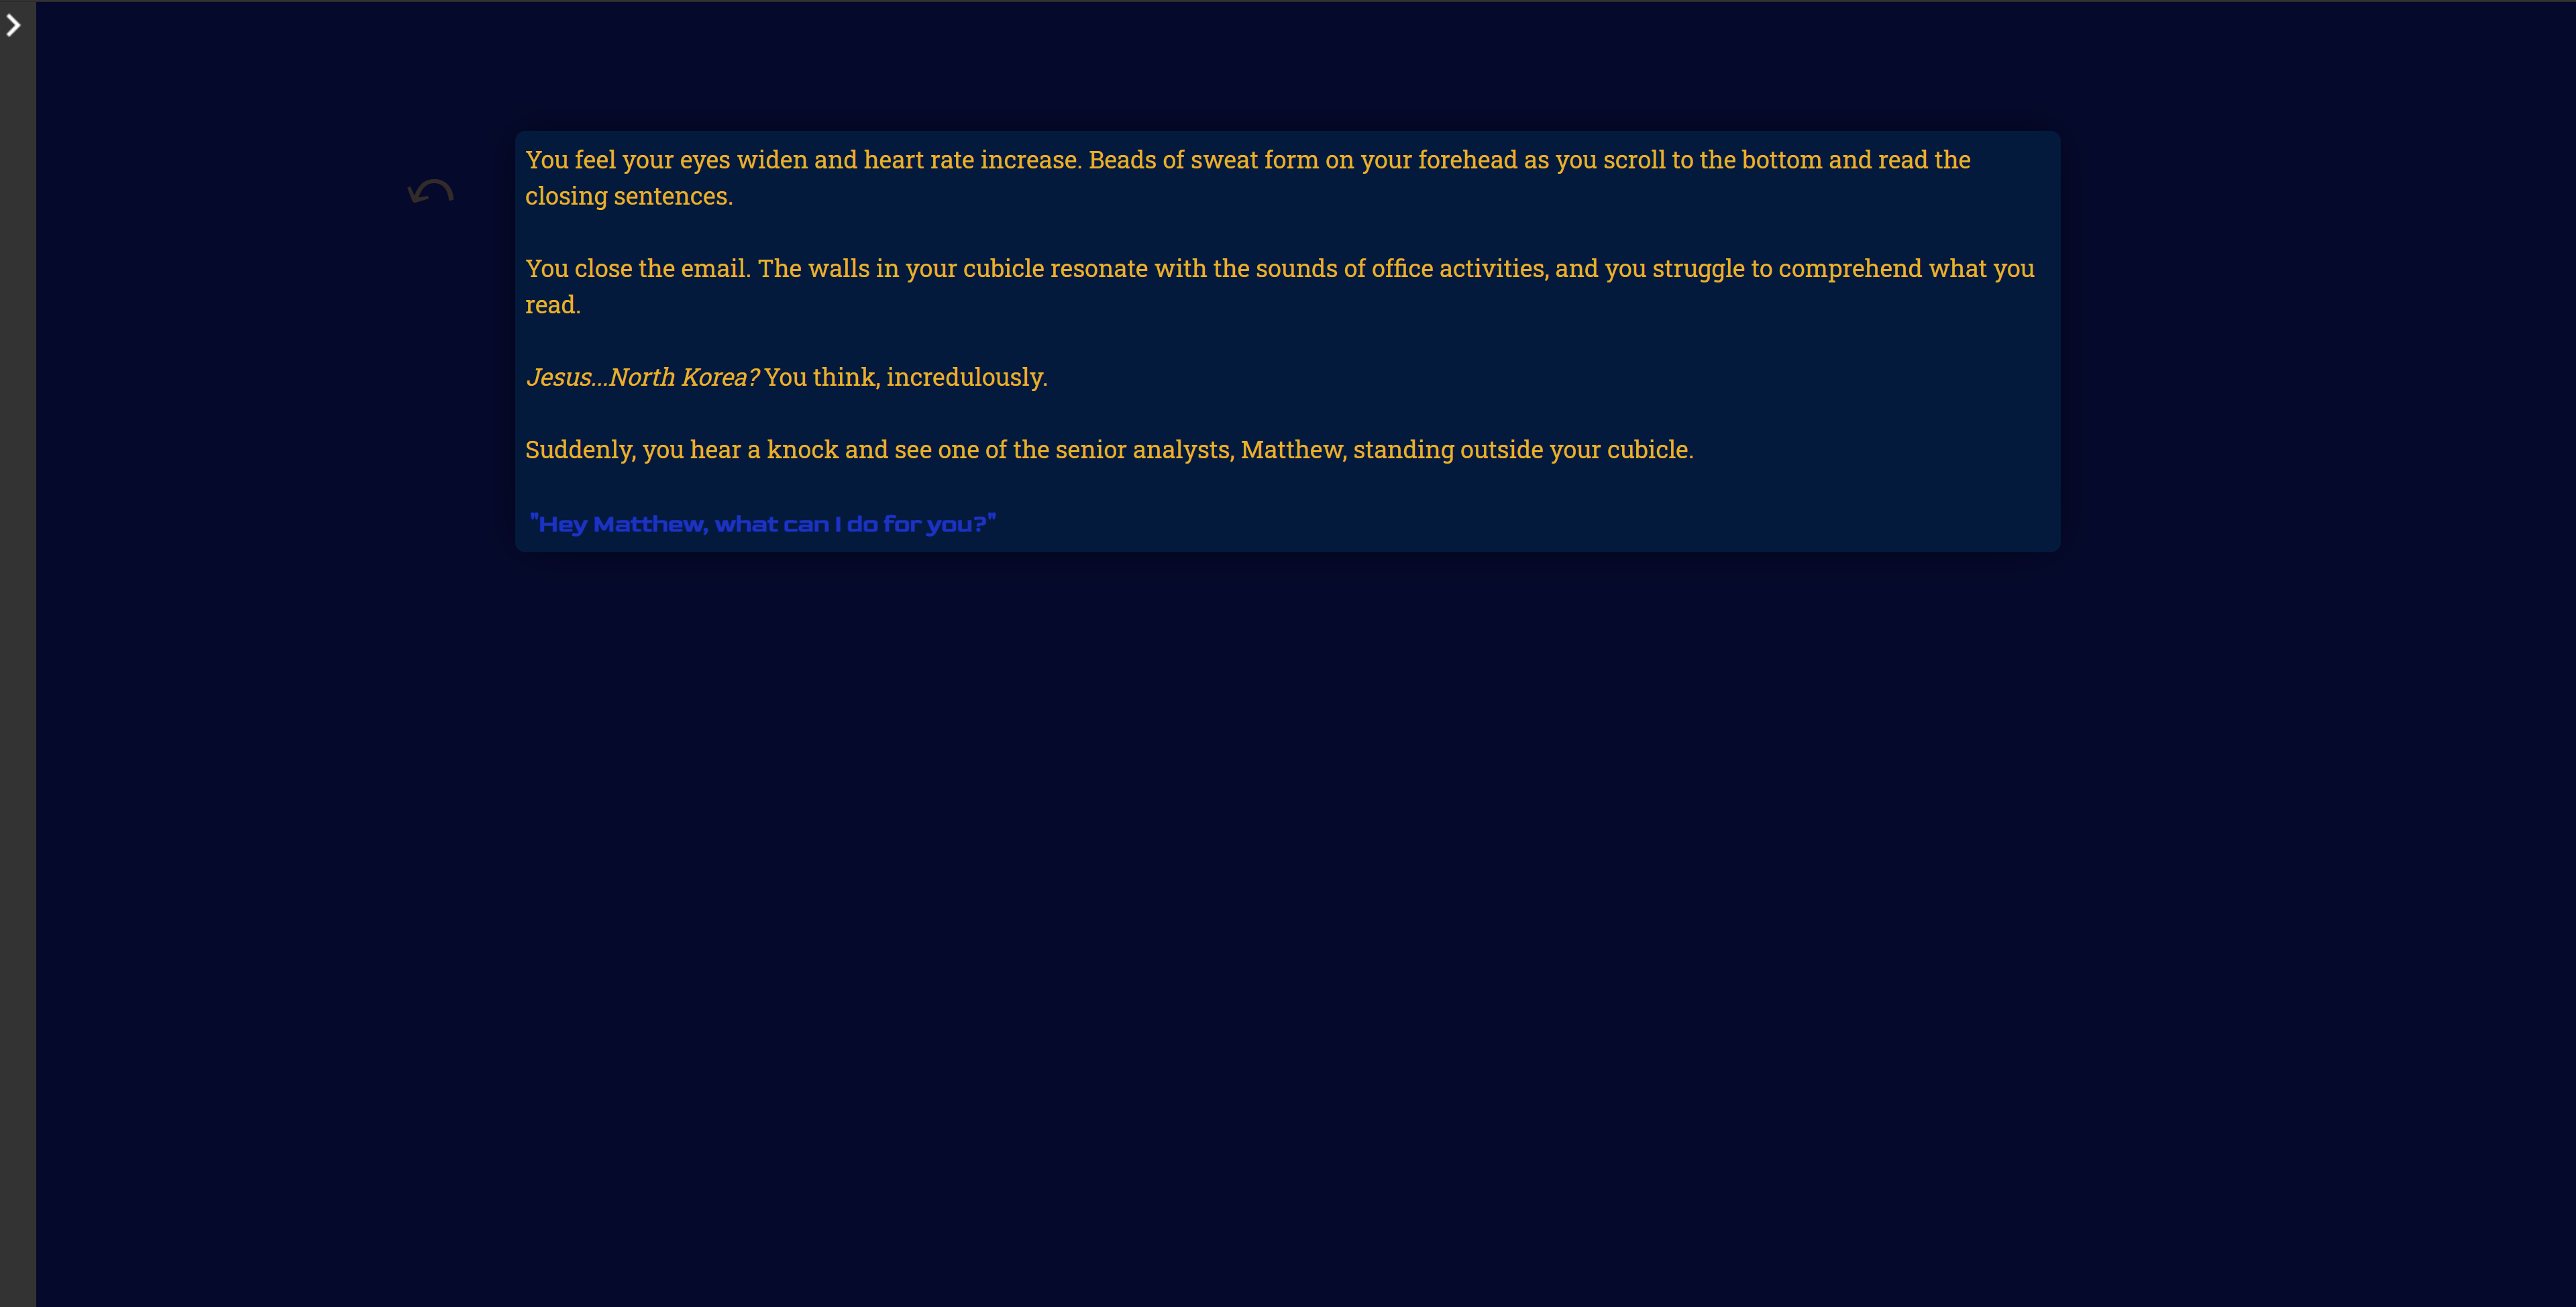 You feel your eyes widen and heart rate increase. Beads of sweat form on your forehead as you scroll to the bottom and read the
closing sentences.
You close the email. The walls in your cubicle resonate with the sounds of office activities, and you struggle to comprehend what you
read.
Jesus...North Korea? You think, incredulously.
Suddenly, you hear a knock and see one of the senior analysts, Matthew, standing outside your cubicle.
"Hey Matthew, what can I do for you?"